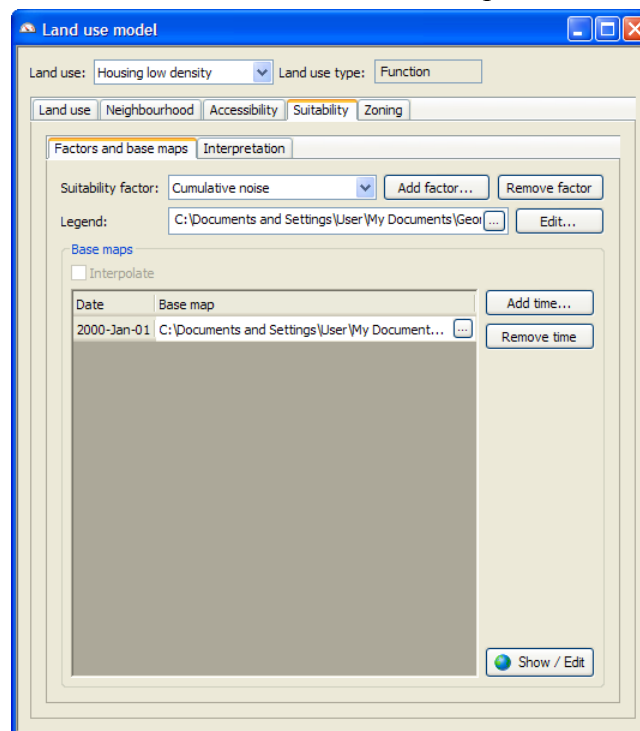 Land use model
Land use: Housing low density Land use type: Function
Land use Neighbourhood Accessibility Suitability Zoning
Factors and base maps Interpretation
Suitability factor: Cumulative noise Add factor... Remove factor
Legend: C:\Documents and Settings\User\My Documents\Geor ... Edit...
Base maps
Interpolate
Date Base map Add time...
2000-Jan-01 C:\Documents and Settings\User\My Document... ... Remove time
Show / Edit